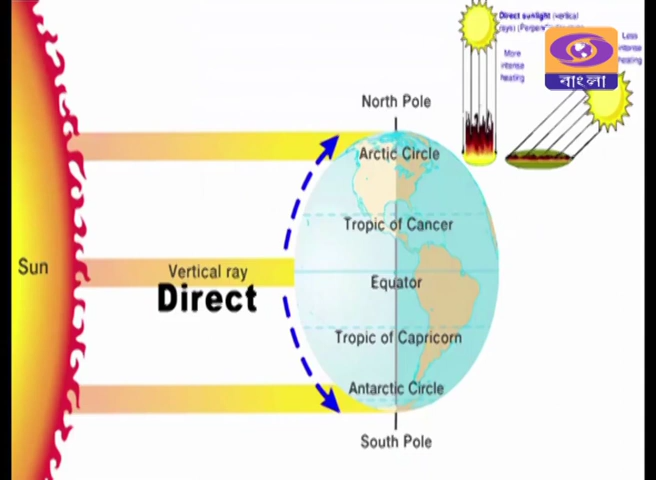 Direct sunlight (vertical
rays)
More
intense
heating
Less
intense
heating
বাংলা
North Pole
Arctic Circle
Tropic of Cancer
Sun
Vertical ray
Direct
Equator
Tropic of Capricorn
Antarctic Circle
South Pole